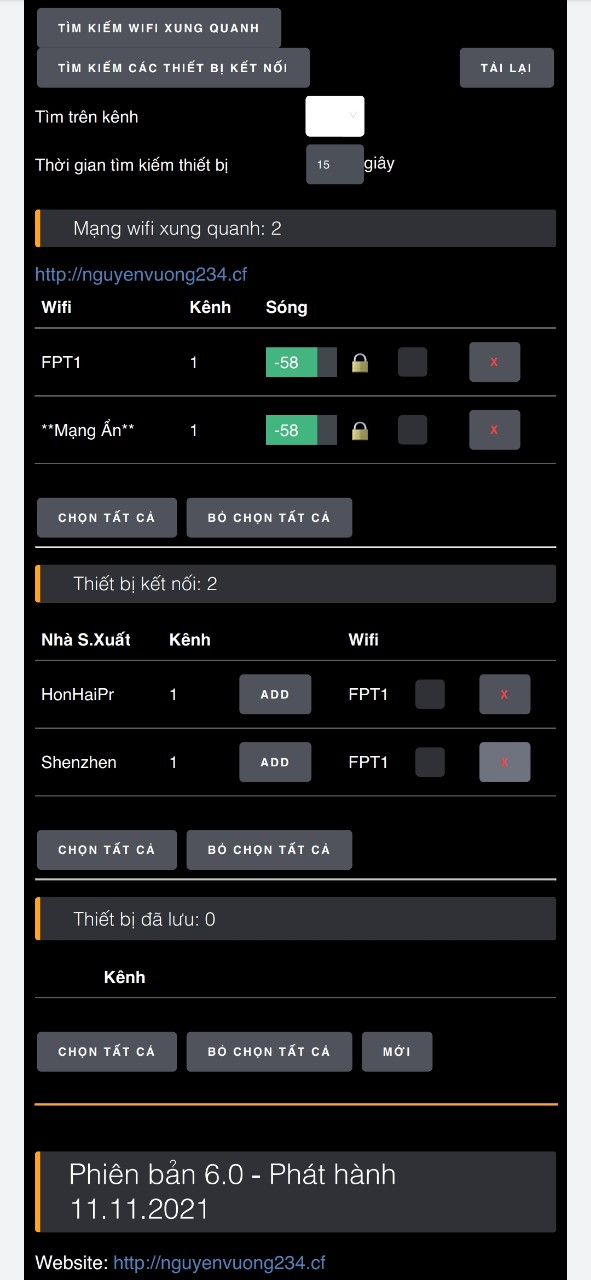 TÌM KIẾM WIFI XUNG QUANH
TÌM KIẾM CÁC THIẾT BỊ KẾT NỐI
TẢI LẠI
Tìm trên kênh
Thời gian tìm kiếm thiết bị 15 giây
Mạng wifi xung quanh: 2
http://nguyenvuong234.cf
Wifi Kênh Sóng
FPT1 1 -58 X
**Mạng Ẩn** 1 -58 X
CHỌN TẤT CẢ BỎ CHỌN TẤT CẢ
Thiết bị kết nối: 2
Nhà S.Xuất Kênh Wifi
HonHaiPr 1 ADD FPT1 X
Shenzhen 1 ADD FPT1 X
CHỌN TẤT CẢ BỎ CHỌN TẤT CẢ
Thiết bị đã lưu: 0
Kênh
CHỌN TẤT CẢ BỎ CHỌN TẤT CẢ MỚI
Phiên bản 6.0 - Phát hành
11.11.2021
Website: http://nguyenvuong234.cf